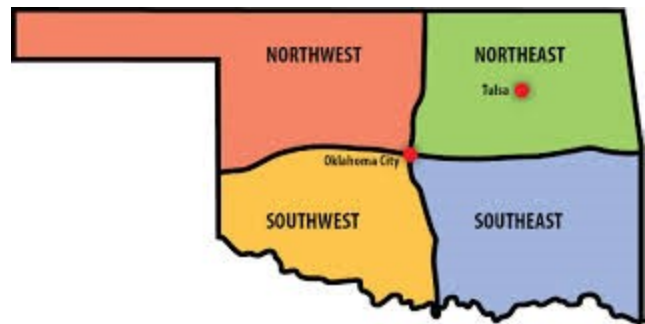 NORTHWEST
NORTHEAST
Tulsa
Oklahoma City
SOUTHWEST
SOUTHEAST